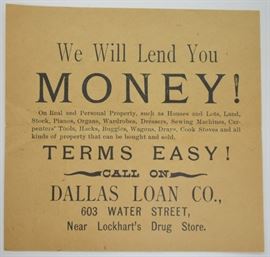 We Will Lend You
MONEY!
On Real and Personal Property, such as Houses and Lots, Land,
Stock, Pianos, Organs, Wardrobes, Dressers, Sewing Machines, Car-
penters' Tools, Hacks, Buggies, Wagons, Drays, Cook Stoves and all
kinds of property that can be bought and sold.
TERMS EASY!
CALL ON
DALLAS LOAN CO.,
603 WATER STREET,
Near Lockhart's Drug Store.